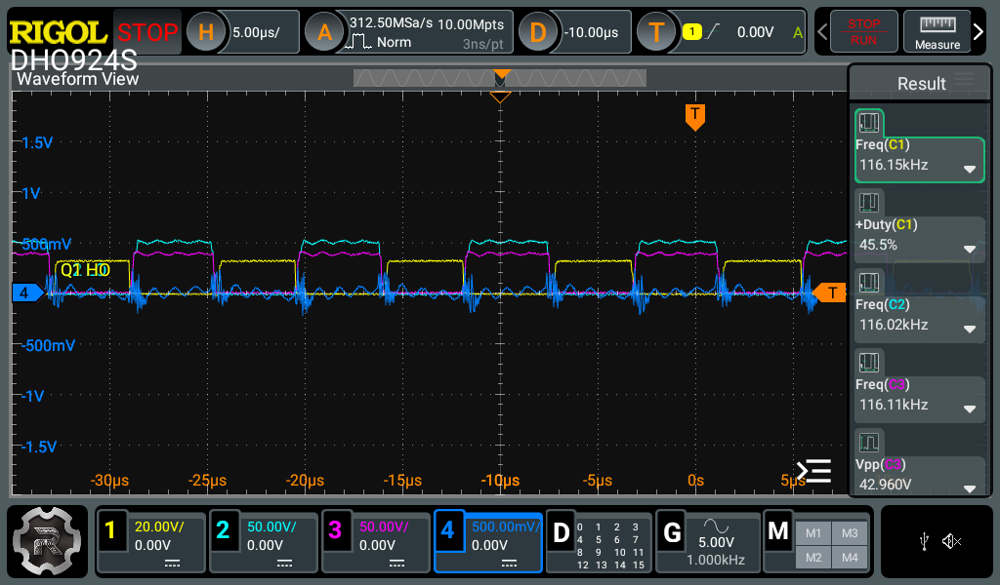 RIGOL STOP H 5.00μs/ A 312.50MSa/s 10.00Mpts D -10.00μs T 1 0.00V A STOP
Norm 3ns/pt RUN Measure
DHO924S
Waveform View
Result
T
1.5V
1V
500mV
-500mV
-1V
-1.5V
4
T
-30μs -25μs -20μs -15μs -10μs -5μs 0s 5μs
Freq(C1)
116.15kHz
+Duty(C1)
45.5%
Freq(C2)
116.02kHz
Freq(C3)
116.11kHz
Vpp(C3)
42.960V
1 20.00V/
0.00V
2 50.00V/
0.00V
3 50.00V/
0.00V
4 500.00mV/
0.00V
D 0 1 2 3
4 5 6 7
8 9 10 11
12 13 14 15
G 5.00V
1.000kHz
M M1 M3
M2 M4
R